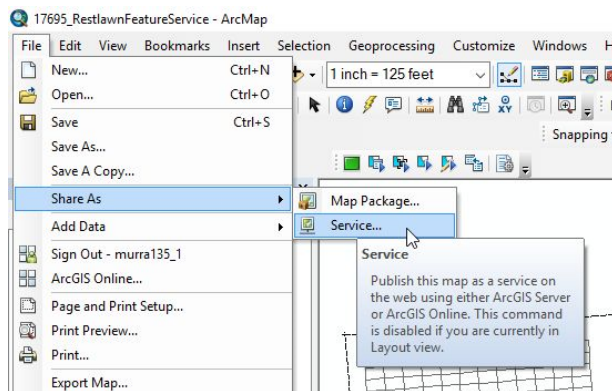 17695_RestlawnFeatureService - ArcMap
File Edit View Bookmarks Insert Selection Geoprocessing Customize Windows H
New... Ctrl+N
1 inch = 125 feet
Open... Ctrl+O
Save Ctrl+S
Snapping
Save As...
Save A Copy...
Share As
Map Package...
Add Data
Service...
Sign Out - murra135_1
Service
ArcGIS Online...
Publish this map as a service on
the web using either ArcGIS Server
or ArcGIS Online. This command
is disabled if you are currently in
Layout view.
Page and Print Setup...
Print Preview...
Print...
Export Map...